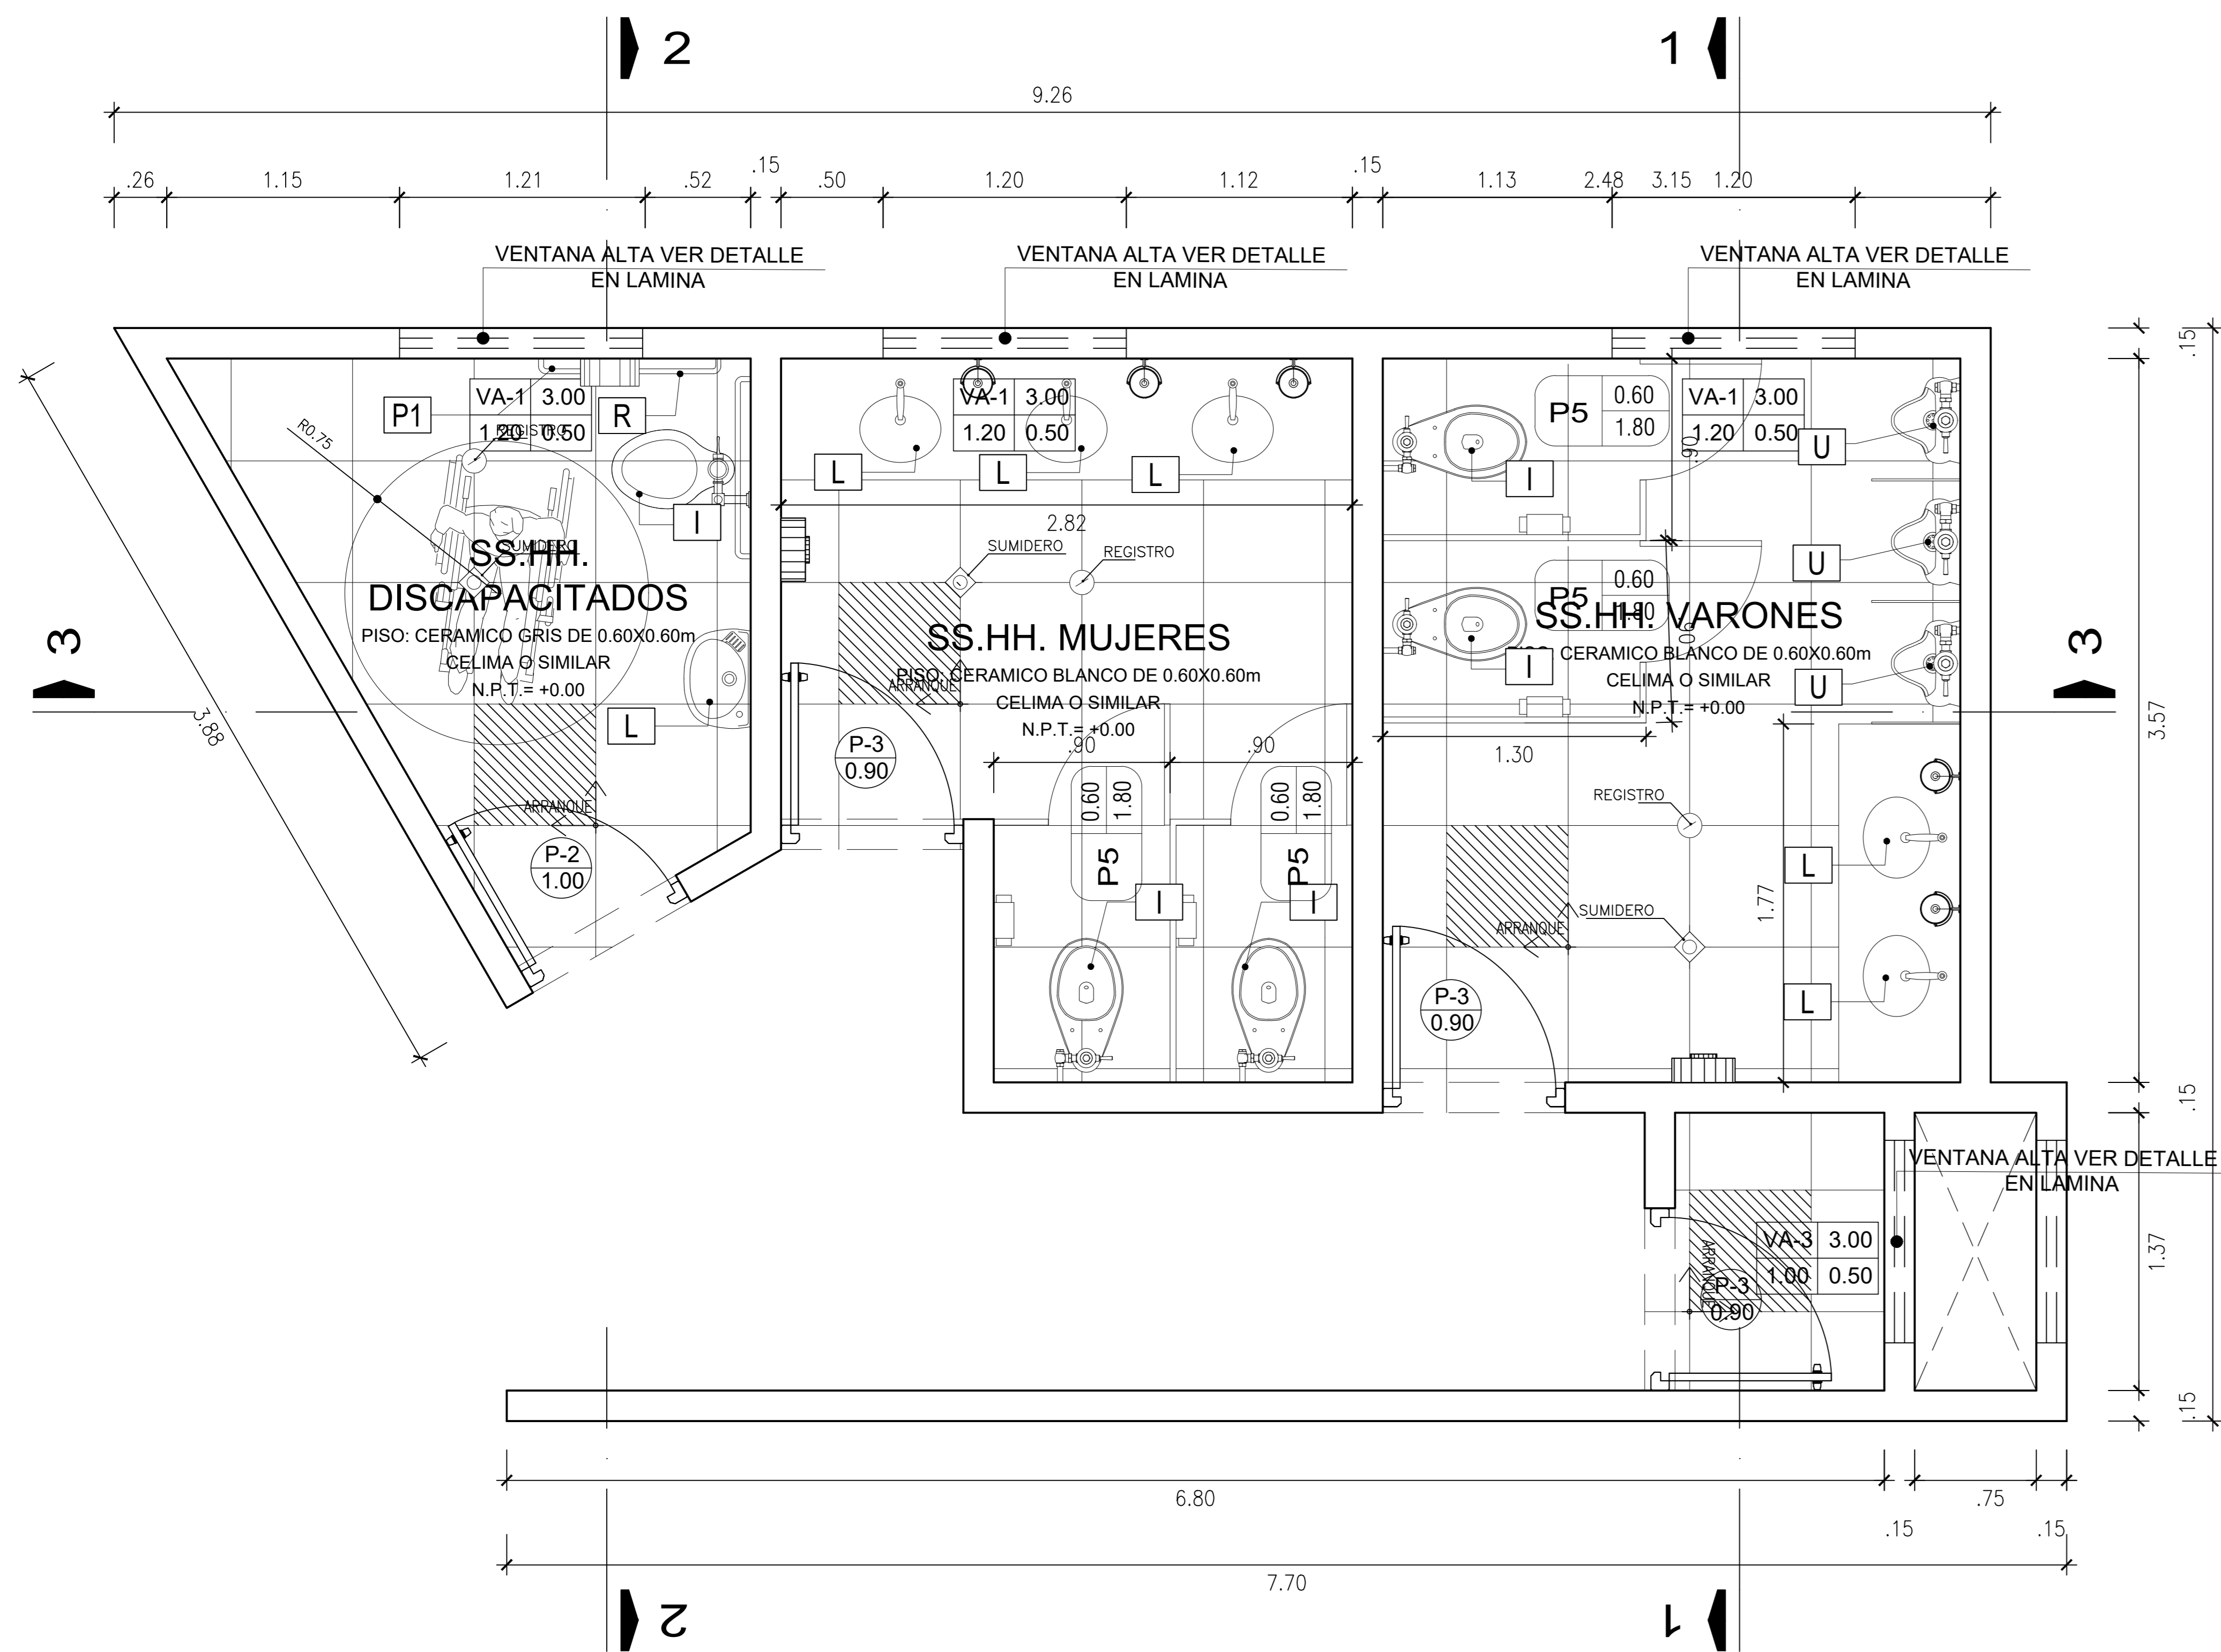 2
1
9.26
.26
1.15
1.21
.52
.15
.50
1.20
1.12
.15
1.13
2.48
3.15
1.20
VENTANA ALTA VER DETALLE
EN LAMINA
VENTANA ALTA VER DETALLE
EN LAMINA
VENTANA ALTA VER DETALLE
EN LAMINA
P1
VA-1 3.00
1.20 0.50
R
REGISTRO
R0.75
I
SUMIDERO
SS.HH.
DISCAPACITADOS
PISO: CERAMICO GRIS DE 0.60X0.60m
CELIMA O SIMILAR
N.P.T.= +0.00
L
ARRANQUE
P-2
1.00
3.88
3
VA-1 3.00
1.20 0.50
L
L
L
2.82
SUMIDERO
REGISTRO
SS.HH. MUJERES
PISO: CERAMICO BLANCO DE 0.60X0.60m
CELIMA O SIMILAR
N.P.T.= +0.00
ARRANQUE
P-3
0.90
.90
.90
P5
0.60
1.80
P5
0.60
1.80
I
I
P5
0.60
1.80
VA-1 3.00
1.20 0.50
.90
I
U
P5
0.60
1.80
U
SS.HH. VARONES
CERAMICO BLANCO DE 0.60X0.60m
CELIMA O SIMILAR
N.P.T.= +0.00
.90
I
U
1.30
REGISTRO
L
1.77
SUMIDERO
ARRANQUE
L
P-3
0.90
3
.15
3.57
.15
1.37
.15
VENTANA ALTA VER DETALLE
EN LAMINA
VA-3 3.00
1.00 0.50
ARRANQUE
P-3
0.90
6.80
.75
.15
.15
7.70
2
1